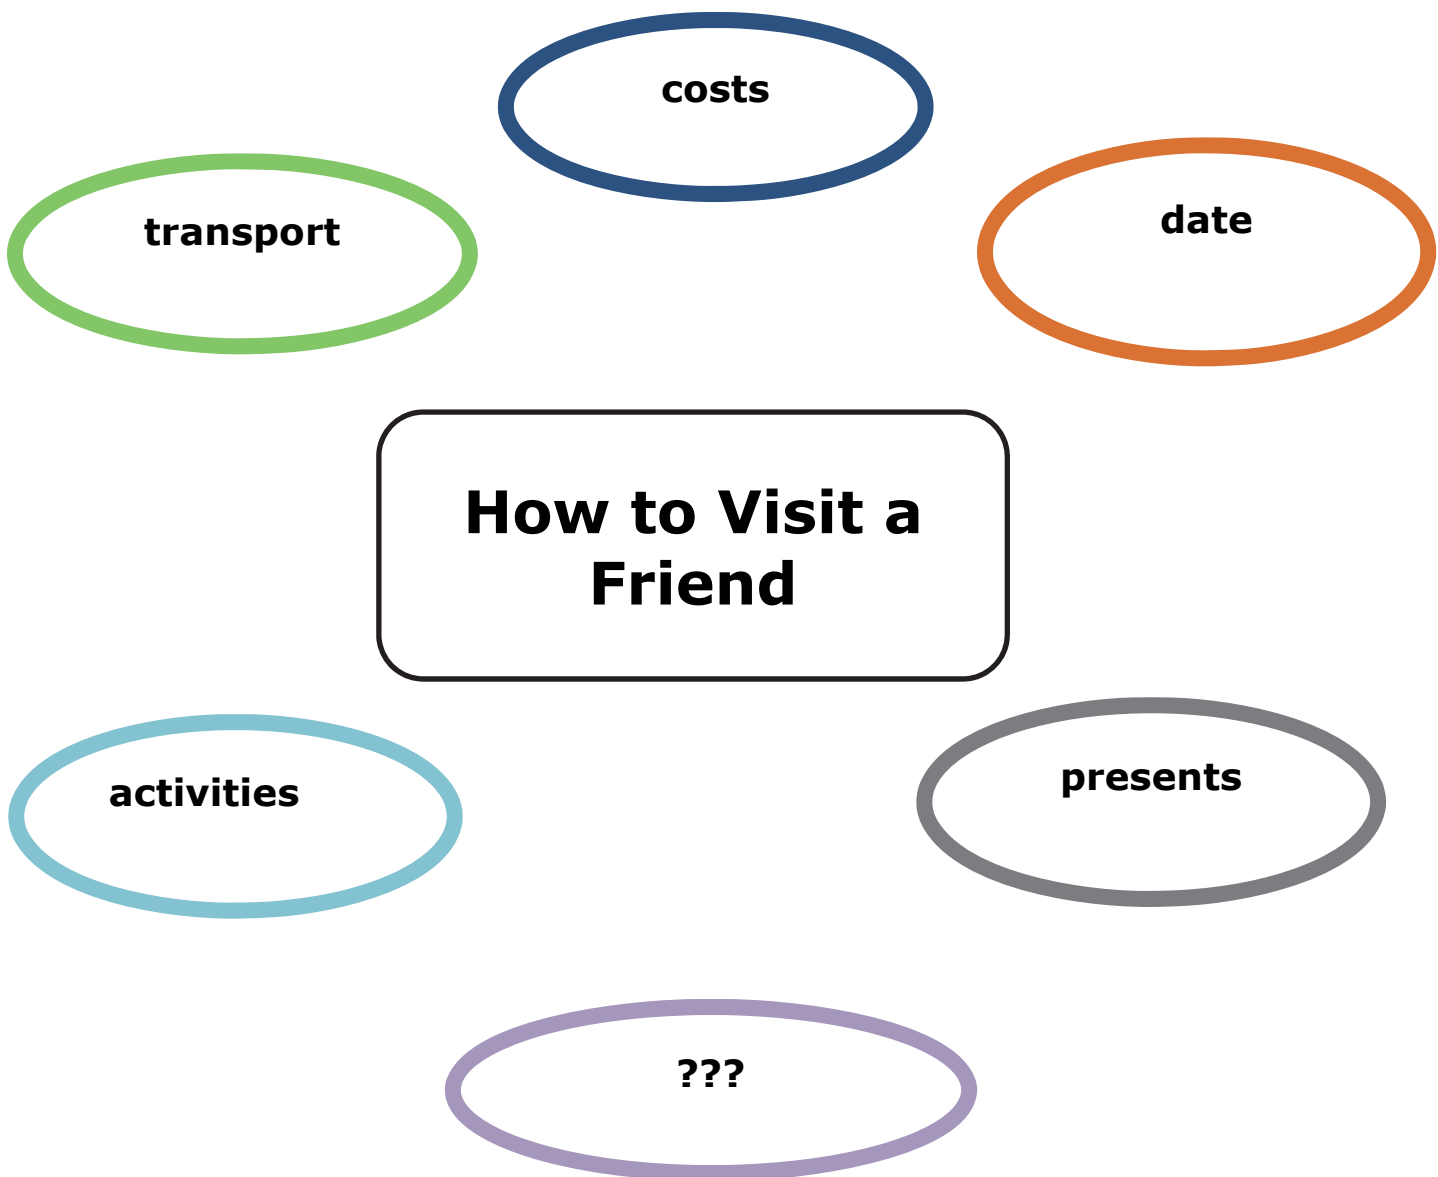 costs
transport
date
How to Visit a
Friend
activities
presents
???